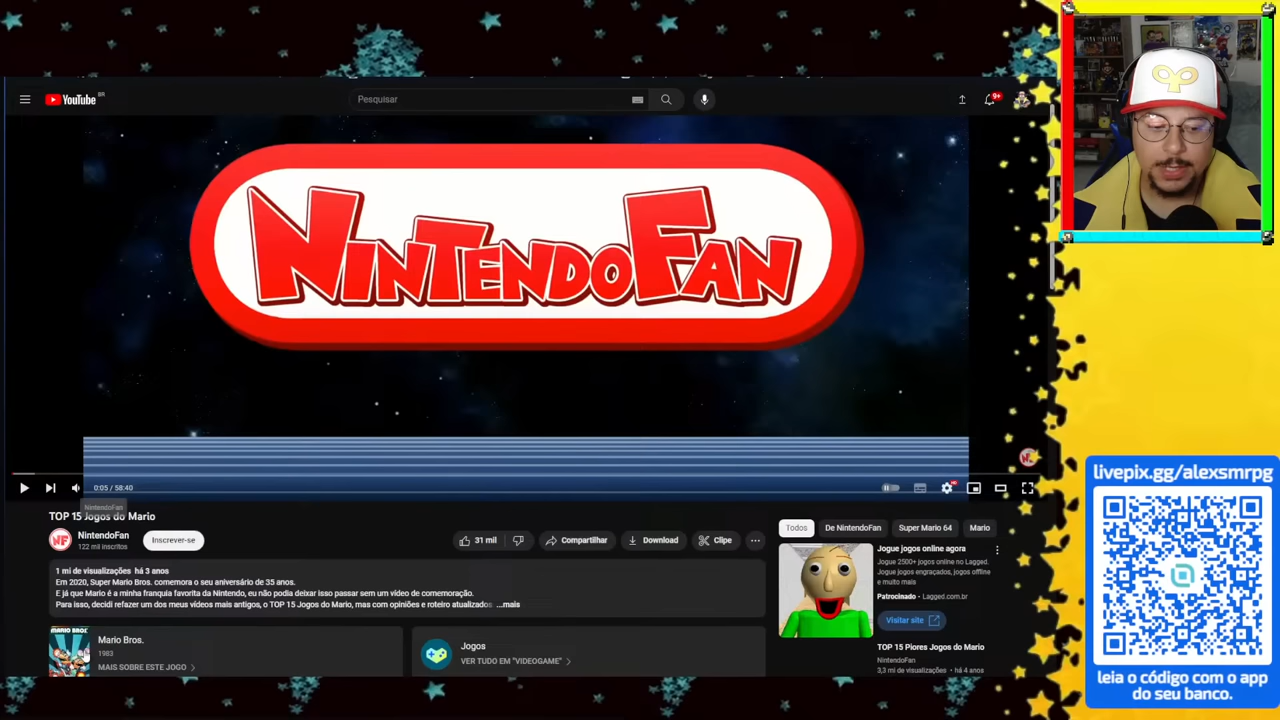 YouTube BR
Pesquisar
9+
NINTENDOFAN
0:05 / 58:40
NintendoFan
TOP 15 Jogos do Mario
NintendoFan
122 mil inscritos
Inscrever-se
31 mil
Compartilhar
Download
Clipe
1 mi de visualizações há 3 anos
Em 2020, Super Mario Bros. comemora o seu aniversário de 35 anos.
E já que Mario é a minha franquia favorita da Nintendo, eu não podia deixar isso passar sem um vídeo de comemoração.
Para isso, decidi refazer um dos meus vídeos mais antigos, o TOP 15 Jogos do Mario, mas com opiniões e roteiro atualizados ...mais
MARIO BROS.
Mario Bros.
1983
MAIS SOBRE ESTE JOGO
Jogos
VER TUDO EM "VIDEOGAME"
Todos
De NintendoFan
Super Mario 64
Mario
Jogue jogos online agora
Jogue 2500+ jogos online no Lagged.
Jogue jogos engraçados, jogos offline
e muito mais
Patrocinado · Lagged.com.br
Visitar site
TOP 15 Piores Jogos do Mario
NintendoFan
3,3 mi de visualizações · há 4 anos
livepix.gg/alexsmrpg
leia o código com o app
do seu banco.